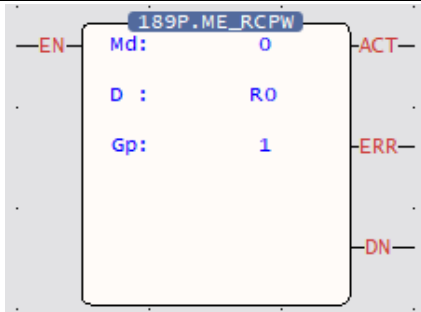 189P.ME_RCPW
EN Md: 0 ACT
D : R0
Gp: 1 ERR
DN